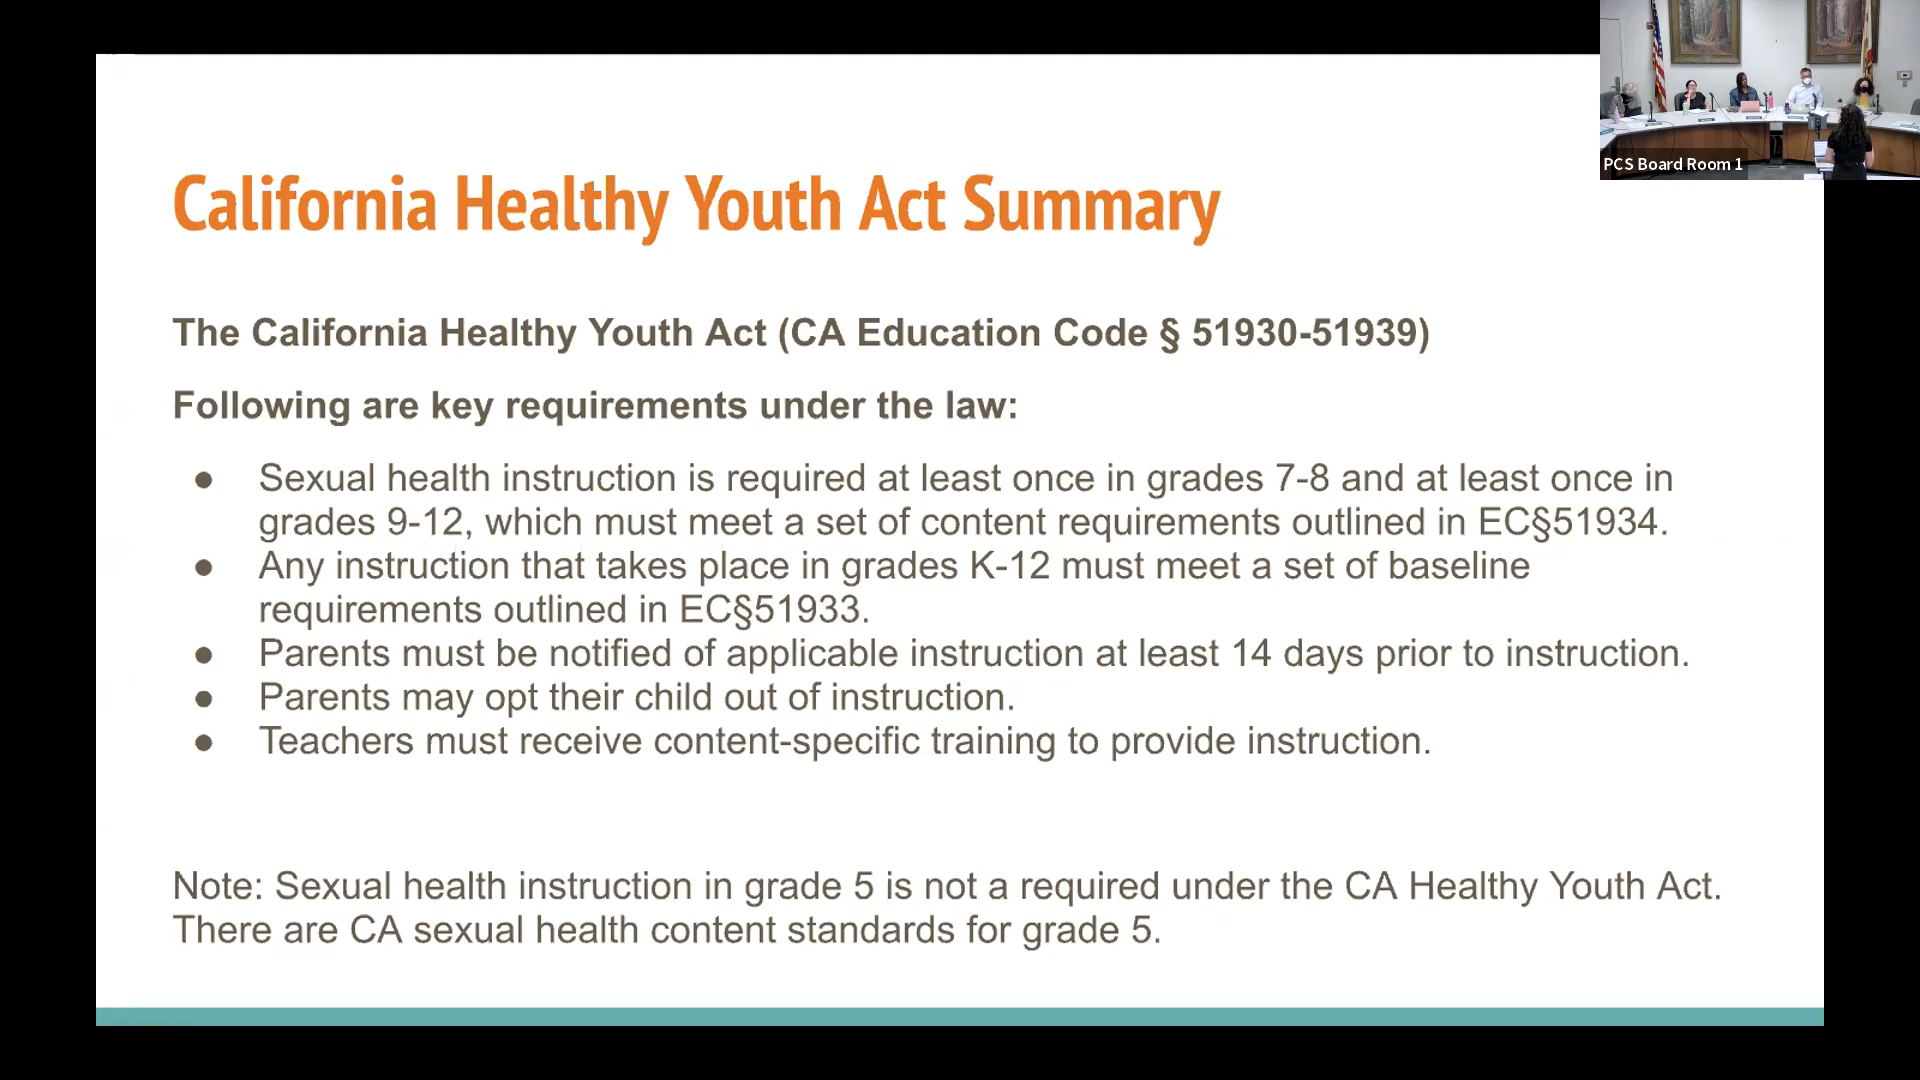 PCS Board Room 1
California Healthy Youth Act Summary
The California Healthy Youth Act (CA Education Code § 51930-51939)
Following are key requirements under the law:
● Sexual health instruction is required at least once in grades 7-8 and at least once in
grades 9-12, which must meet a set of content requirements outlined in EC§51934.
● Any instruction that takes place in grades K-12 must meet a set of baseline
requirements outlined in EC§51933.
● Parents must be notified of applicable instruction at least 14 days prior to instruction.
● Parents may opt their child out of instruction.
● Teachers must receive content-specific training to provide instruction.
Note: Sexual health instruction in grade 5 is not a required under the CA Healthy Youth Act.
There are CA sexual health content standards for grade 5.